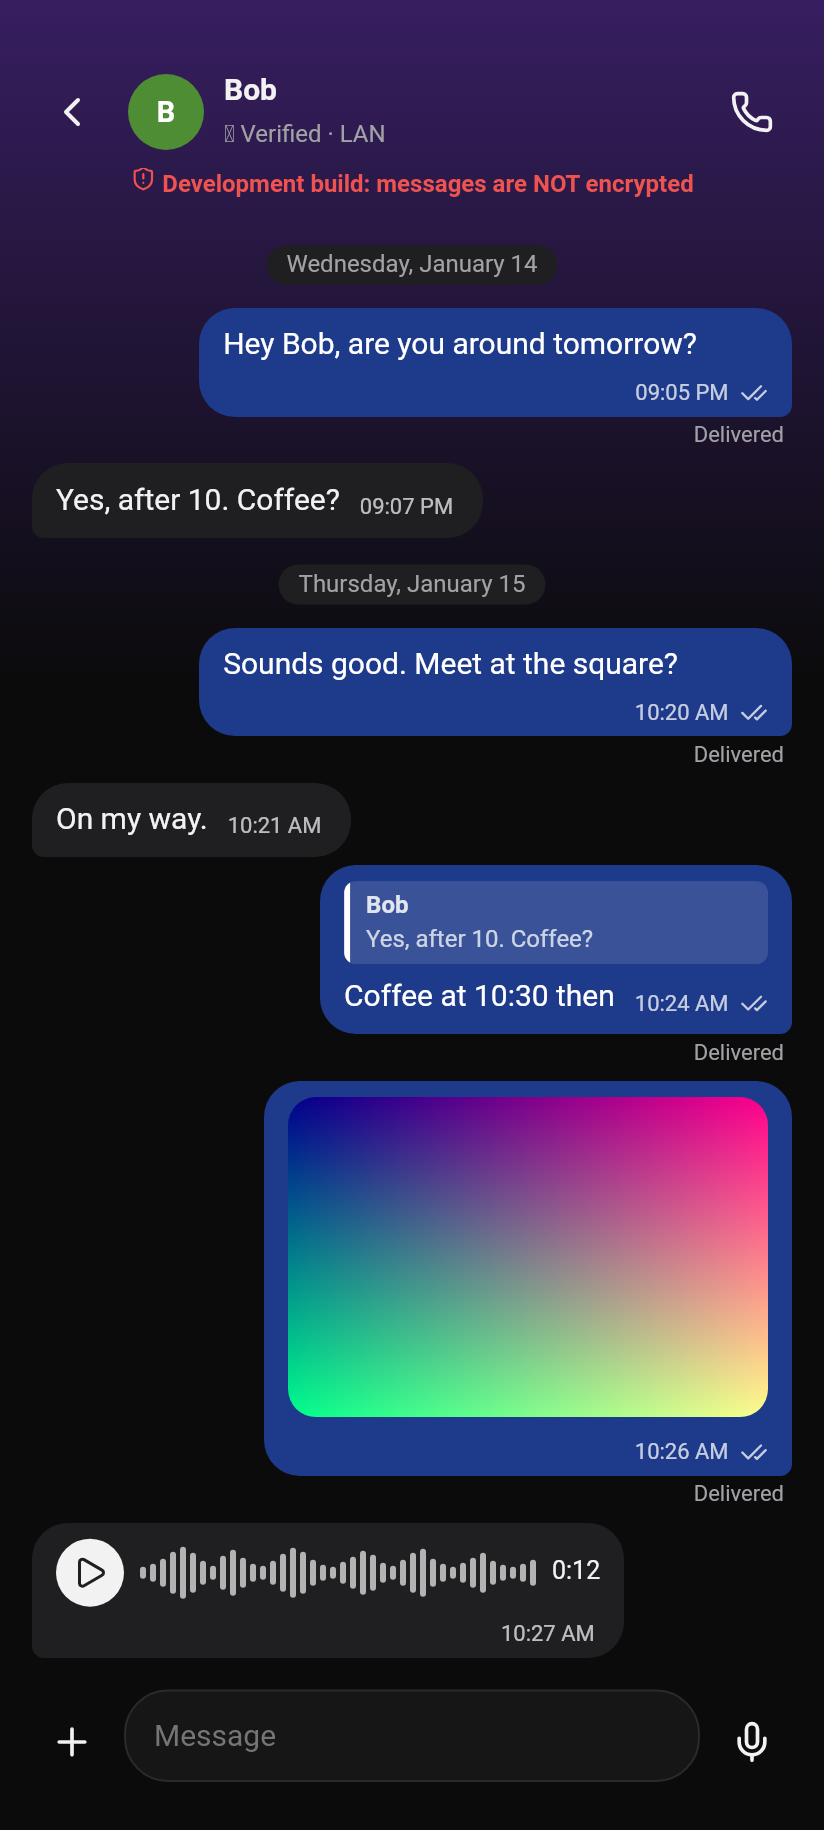 B
Bob
Verified · LAN
Development build: messages are NOT encrypted
Wednesday, January 14
Hey Bob, are you around tomorrow?
09:05 PM
Delivered
Yes, after 10. Coffee? 09:07 PM
Thursday, January 15
Sounds good. Meet at the square?
10:20 AM
Delivered
On my way. 10:21 AM
Bob
Yes, after 10. Coffee?
Coffee at 10:30 then 10:24 AM
Delivered
10:26 AM
Delivered
0:12
10:27 AM
Message